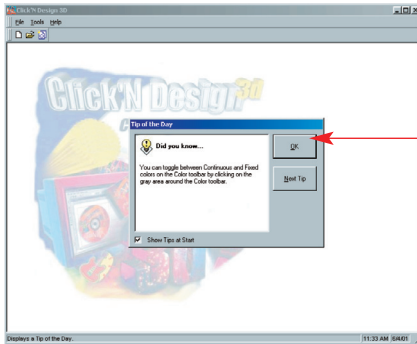 Click'N Design 3D
File Tools Help
Click'N Design 3d
Tip of the Day
Did you know...
You can toggle between Continuous and Fixed
colors on the Color toolbar by clicking on the
gray area around the Color toolbar.
OK
Next Tip
Show Tips at Start
Displays a Tip of the Day.
11:33 AM 6/4/01